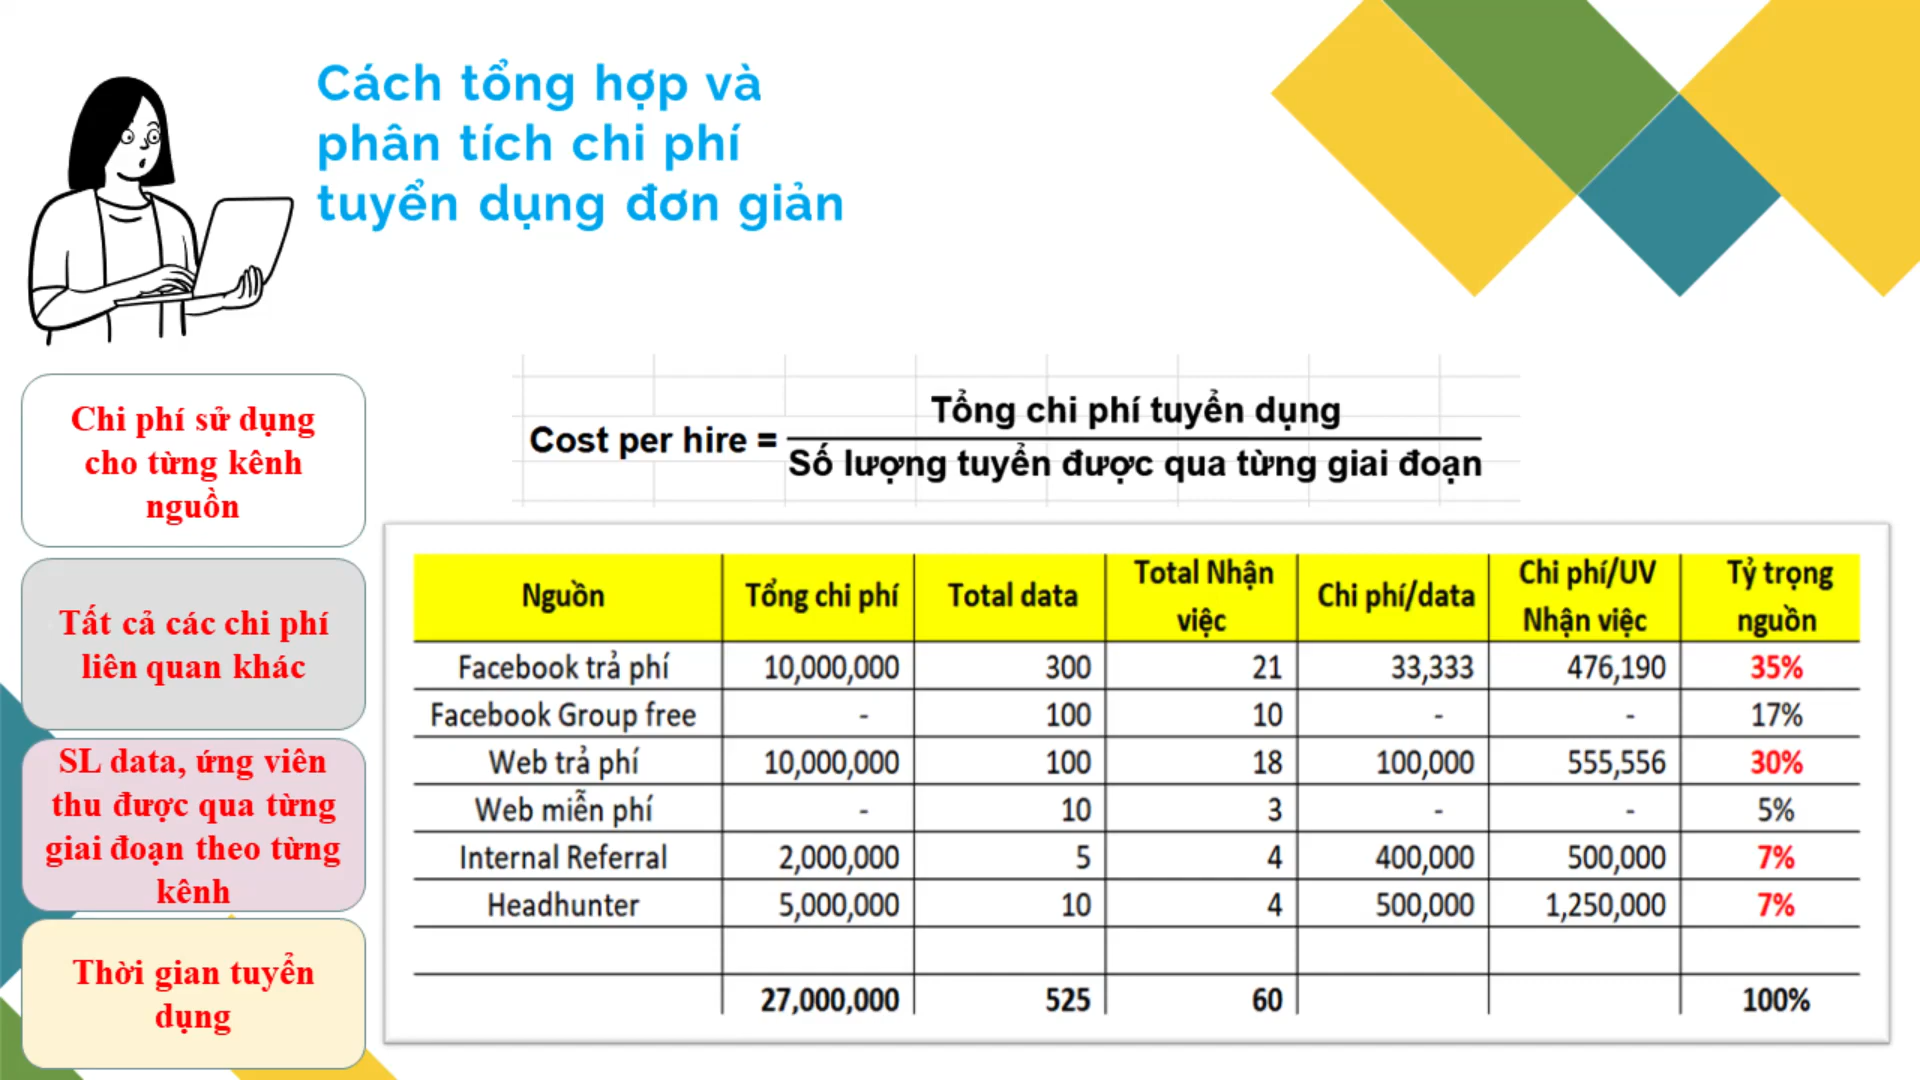 Cách tổng hợp và
phân tích chi phí
tuyển dụng đơn giản
Chi phí sử dụng
cho từng kênh
nguồn
Tất cả các chi phí
liên quan khác
SL data, ứng viên
thu được qua từng
giai đoạn theo từng
kênh
Thời gian tuyển
dụng
Cost per hire = Tổng chi phí tuyển dụng
Số lượng tuyển được qua từng giai đoạn
Nguồn Tổng chi phí Total data Total Nhận việc Chi phí/data Chi phí/UV Nhận việc Tỷ trọng nguồn
Facebook trả phí 10,000,000 300 21 33,333 476,190 35%
Facebook Group free - 100 10 - - 17%
Web trả phí 10,000,000 100 18 100,000 555,556 30%
Web miễn phí - 10 3 - - 5%
Internal Referral 2,000,000 5 4 400,000 500,000 7%
Headhunter 5,000,000 10 4 500,000 1,250,000 7%
27,000,000 525 60 100%